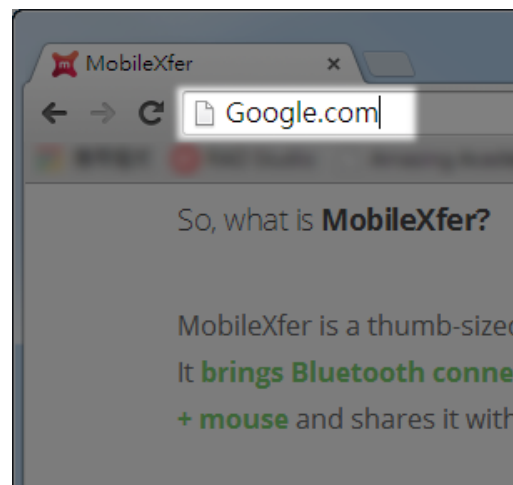 MobileXfer
Google.com
So, what is MobileXfer?
MobileXfer is a thumb-sized
It brings Bluetooth conne
+ mouse and shares it with